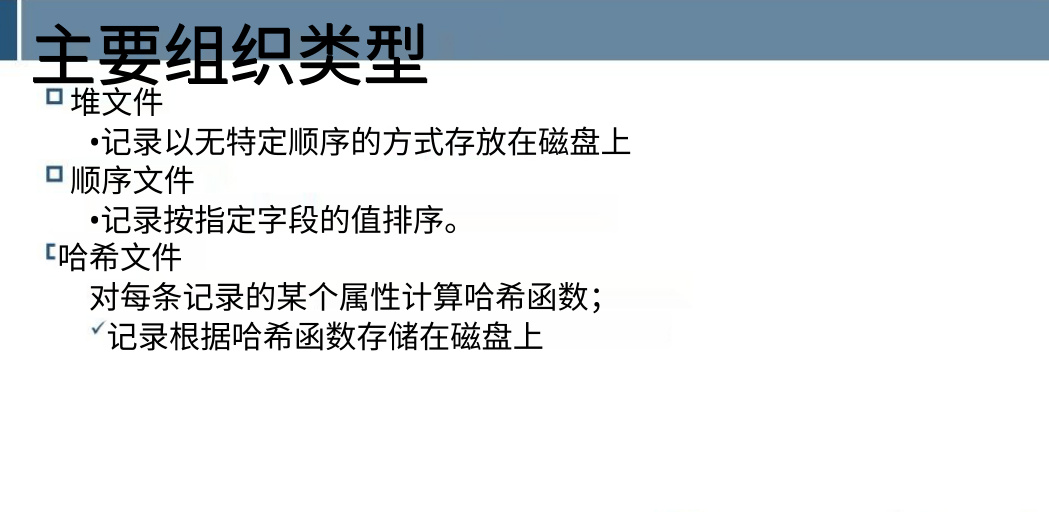 主要组织类型
堆文件
•记录以无特定顺序的方式存放在磁盘上
顺序文件
•记录按指定字段的值排序。
哈希文件
对每条记录的某个属性计算哈希函数；
✓记录根据哈希函数存储在磁盘上